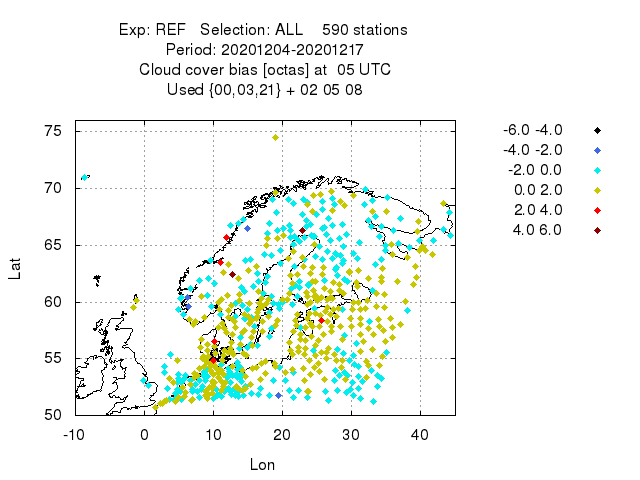 Exp: REF   Selection: ALL    590 stations
Period: 20201204-20201217
Cloud cover bias [octas] at  05 UTC
Used {00,03,21} + 02 05 08
-6.0 -4.0
-4.0 -2.0
-2.0 0.0
0.0 2.0
2.0 4.0
4.0 6.0
Lat
75
70
65
60
55
50
-10 0 10 20 30 40
Lon